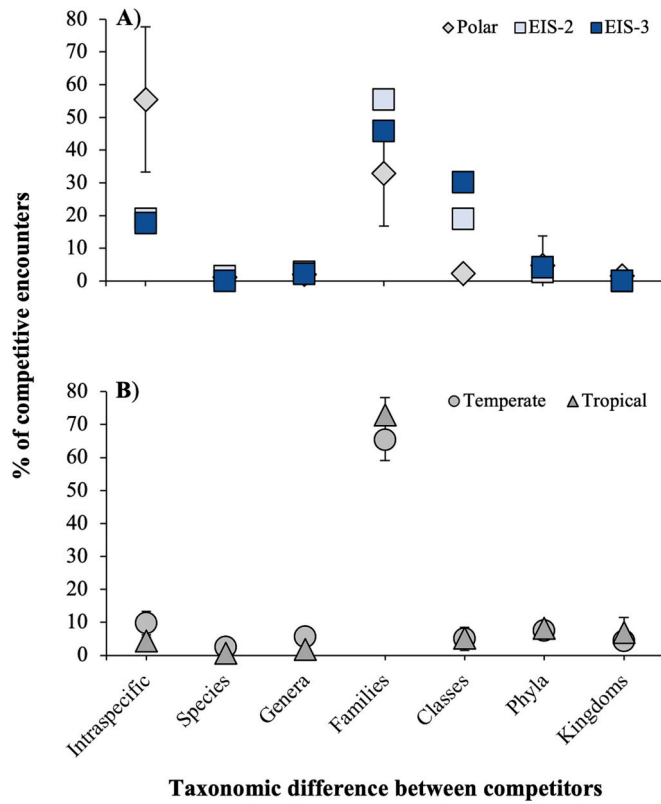 A)
Polar
EIS-2
EIS-3
80
70
60
50
40
30
20
10
0
B)
Temperate
Tropical
80
70
60
50
40
30
20
10
0
% of competitive encounters
Intraspecific
Species
Genera
Families
Classes
Phyla
Kingdoms
Taxonomic difference between competitors